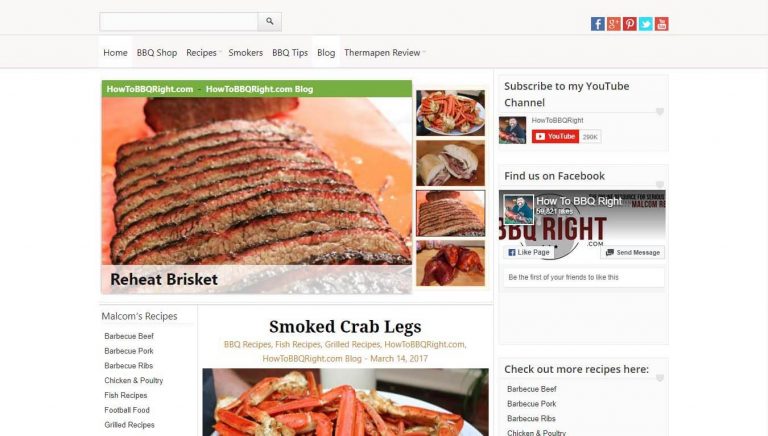 Home BBQ Shop Recipes Smokers BBQ Tips Blog Thermapen Review
HowToBBQRight.com - HowToBBQRight.com Blog
Reheat Brisket
Malcom's Recipes
Barbecue Beef
Barbecue Pork
Barbecue Ribs
Chicken & Poultry
Fish Recipes
Football Food
Grilled Recipes
Smoked Crab Legs
BBQ Recipes, Fish Recipes, Grilled Recipes, HowToBBQRight.com,
HowToBBQRight.com Blog - March 14, 2017
Subscribe to my YouTube
Channel
HowToBBQRight
YouTube 290K
Find us on Facebook
THE ONLINE RESOURCE FOR SERIOUS
How To BBQ Right
MALCOM RE
likes
BBQ RIGHT
.COM
Like Page Send Message
Be the first of your friends to like this
Check out more recipes here:
Barbecue Beef
Barbecue Pork
Barbecue Ribs
Chicken & Poultry